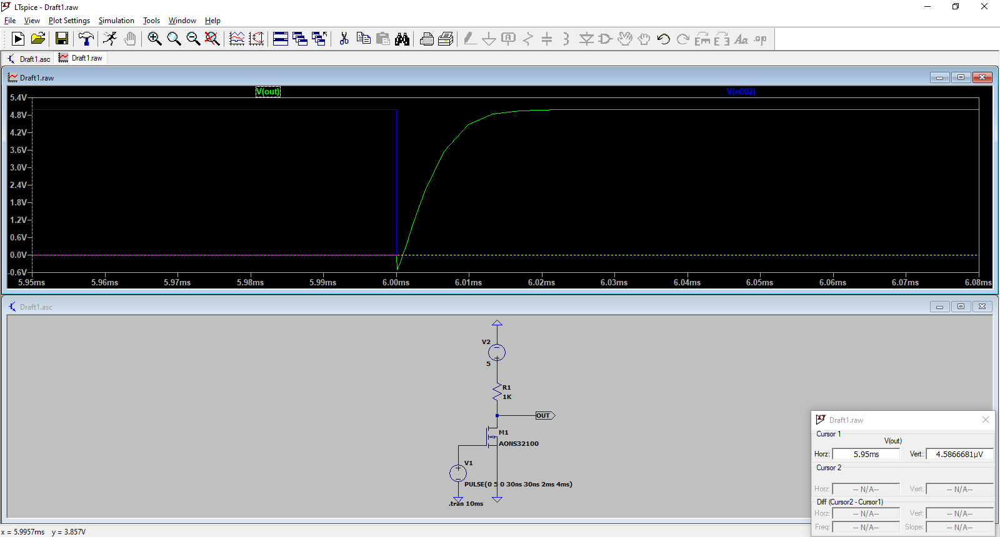 LTspice - Draft1.raw
File View Plot Settings Simulation Tools Window Help
Draft1.asc Draft1.raw
Draft1.raw
V(out) V(n002)
5.4V
4.8V
4.2V
3.6V
3.0V
2.4V
1.8V
1.2V
0.6V
0.0V
-0.6V
5.95ms 5.96ms 5.97ms 5.98ms 5.99ms 6.00ms 6.01ms 6.02ms 6.03ms 6.04ms 6.05ms 6.06ms 6.07ms 6.08ms
Draft1.asc
V2
5
R1
1K
OUT
M1
AONS32100
V1
PULSE(0 5 0 30ns 30ns 2ms 4ms)
.tran 10ms
Draft1.raw
Cursor 1
V(out)
Horz: 5.95ms Vert: 4.5866681µV
Cursor 2
Horz: -- N/A-- Vert: -- N/A--
Diff (Cursor2 - Cursor1)
Horz: -- N/A-- Vert: -- N/A--
Freq: -- N/A-- Slope: -- N/A--
x = 5.9957ms y = 3.857V